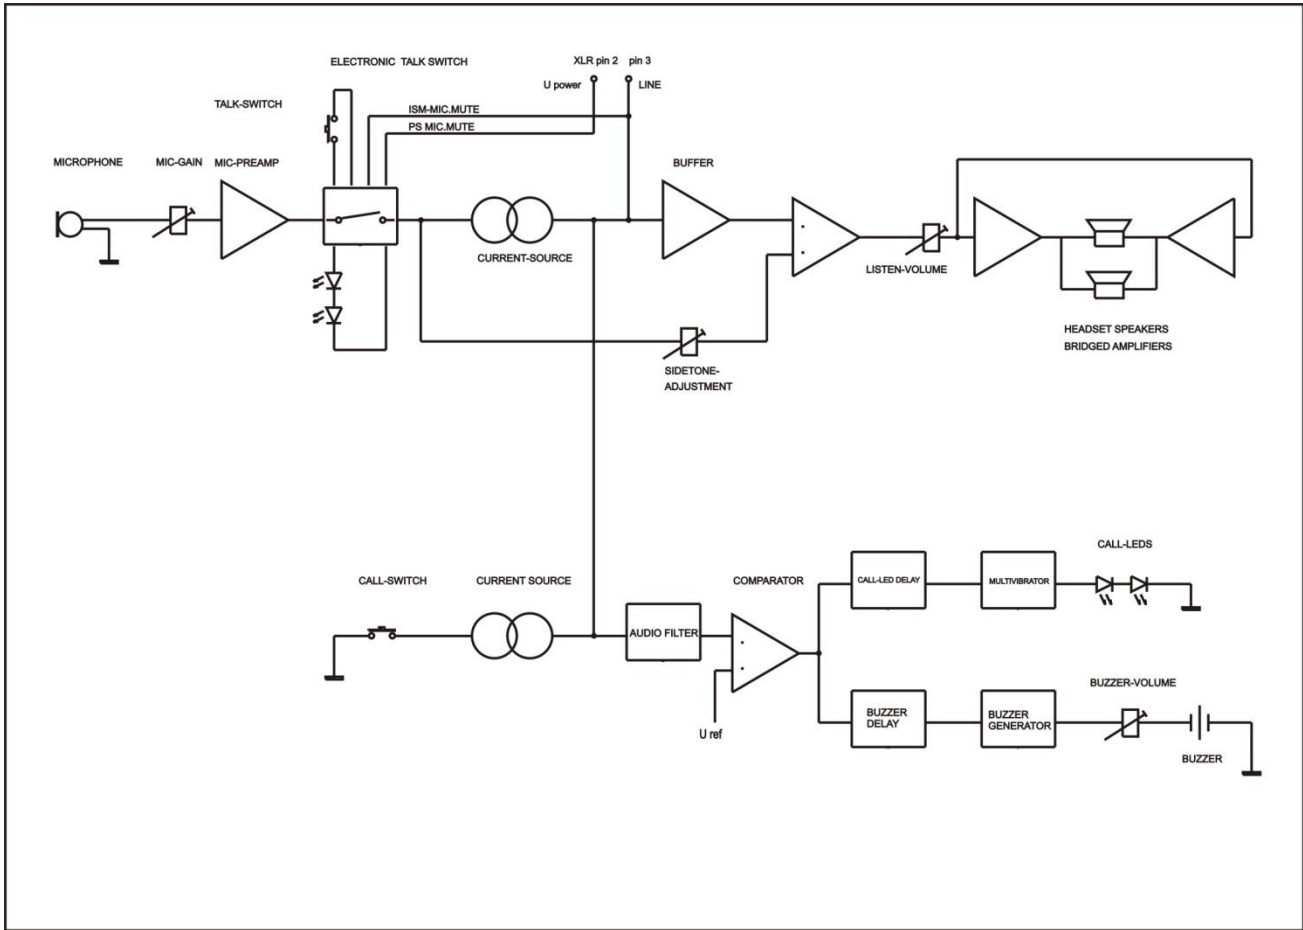 ELECTRONIC TALK SWITCH
XLR pin 2 pin 3
U power
LINE
TALK-SWITCH
ISM-MIC.MUTE
PS MIC.MUTE
MICROPHONE
MIC-GAIN
MIC-PREAMP
BUFFER
CURRENT-SOURCE
LISTEN-VOLUME
HEADSET SPEAKERS
BRIDGED AMPLIFIERS
SIDETONE-
ADJUSTMENT
CALL-SWITCH
CURRENT SOURCE
COMPARATOR
CALL-LEDS
CALL-LED DELAY
MULTIVIBRATOR
AUDIO FILTER
U ref
BUZZER
DELAY
BUZZER
GENERATOR
BUZZER-VOLUME
BUZZER